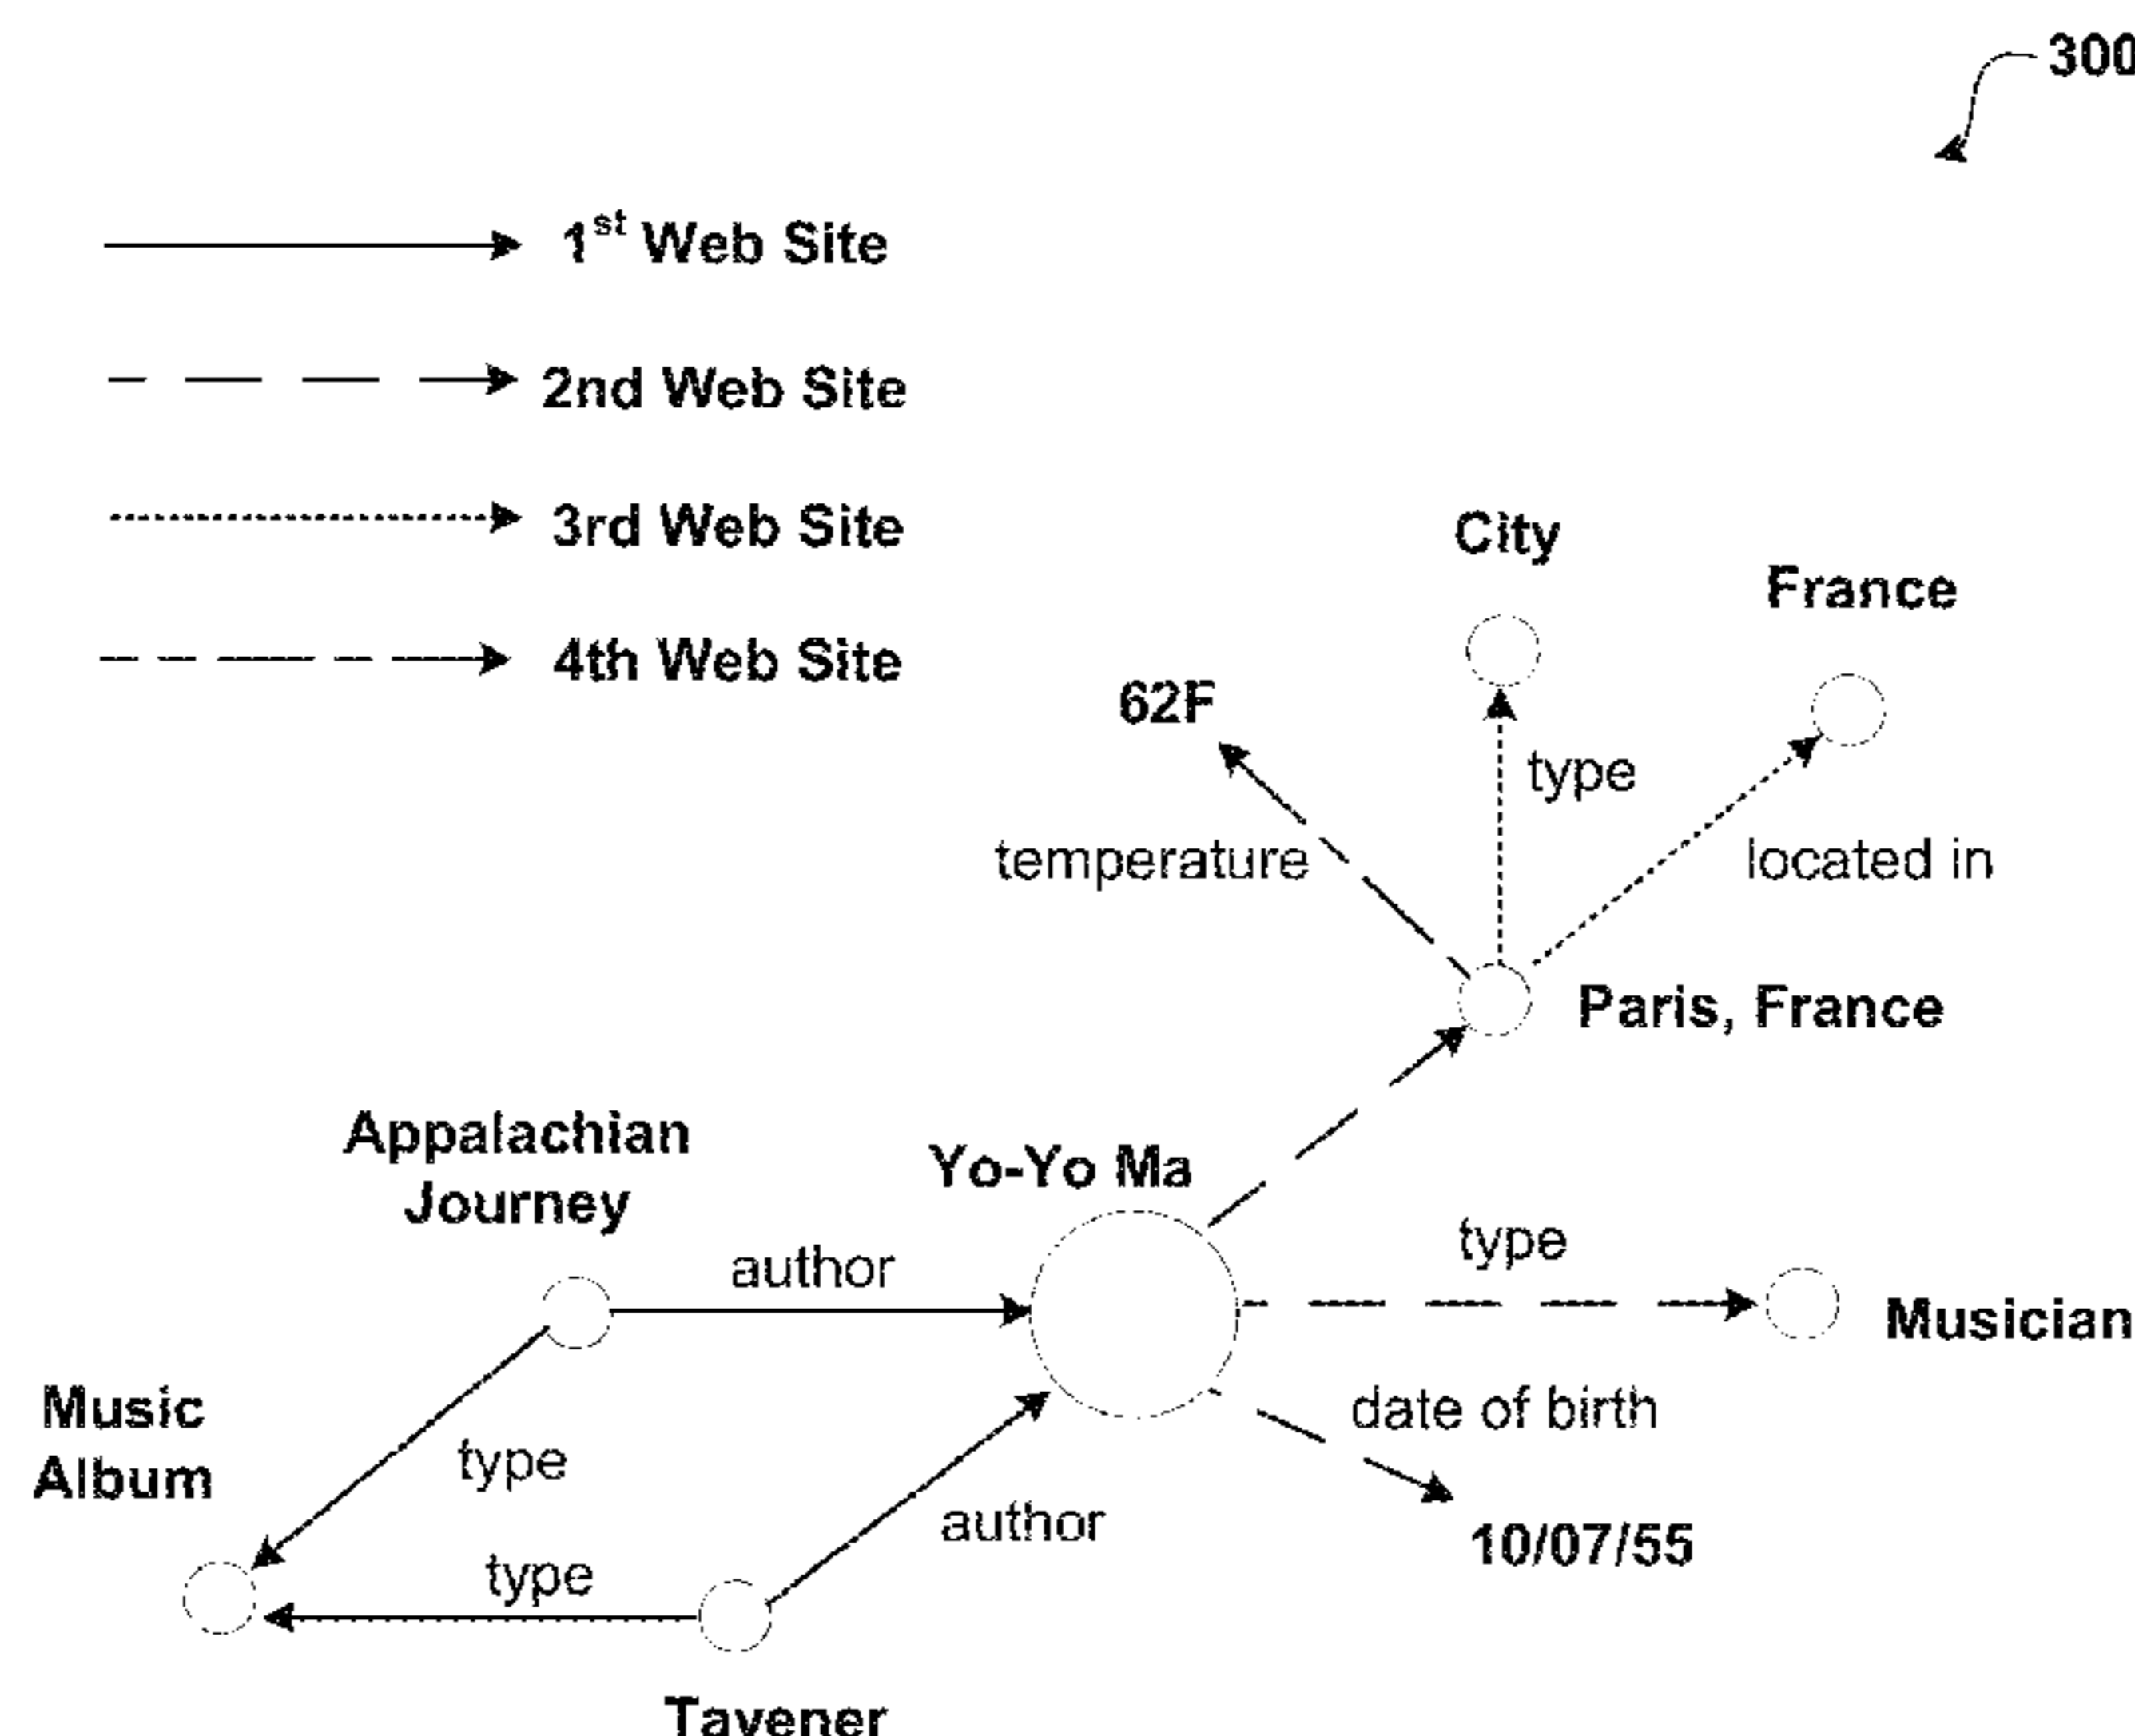 300
1st Web Site
2nd Web Site
3rd Web Site
4th Web Site
City
France
62F
type
temperature
located in
Paris, France
Appalachian
Journey
Yo-Yo Ma
author
type
Musician
Music
Album
type
date of birth
author
10/07/55
type
Tavener